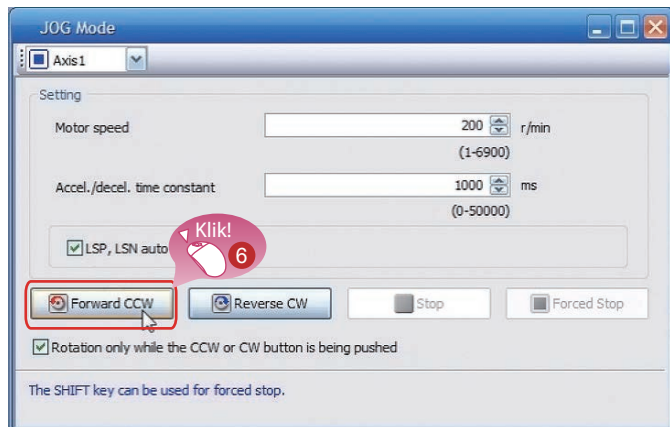 JOG Mode
Axis1
Setting
Motor speed 200 r/min
(1-6900)
Accel./decel. time constant 1000 ms
(0-50000)
LSP, LSN auto
Klik!
6
Forward CCW Reverse CW Stop Forced Stop
Rotation only while the CCW or CW button is being pushed
The SHIFT key can be used for forced stop.